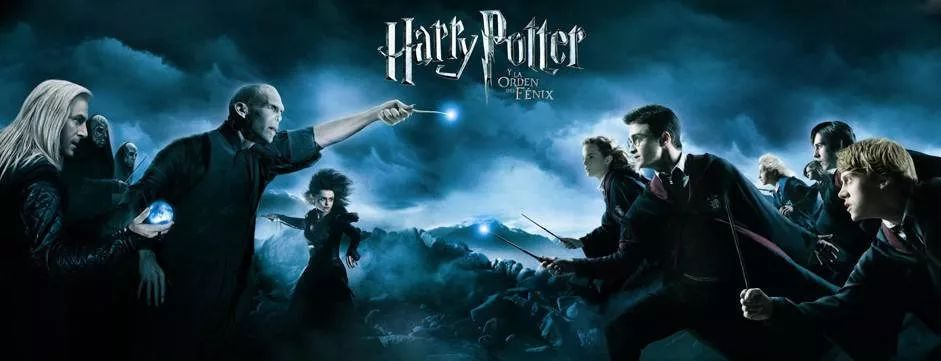 Harry Potter
Y LA
ORDEN
DEL FÉNIX